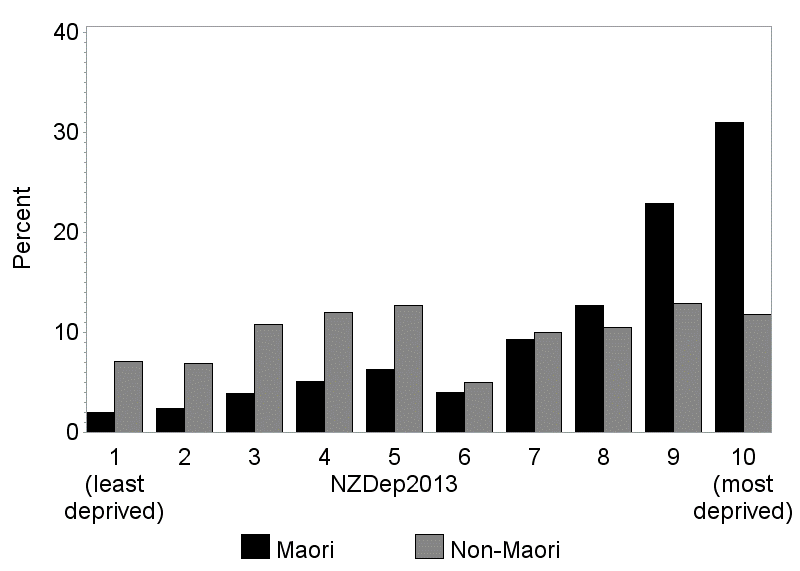 40
30
20
10
0
Percent
1 2 3 4 5 6 7 8 9 10
(least NZDep2013 (most
deprived) deprived)
Maori Non-Maori